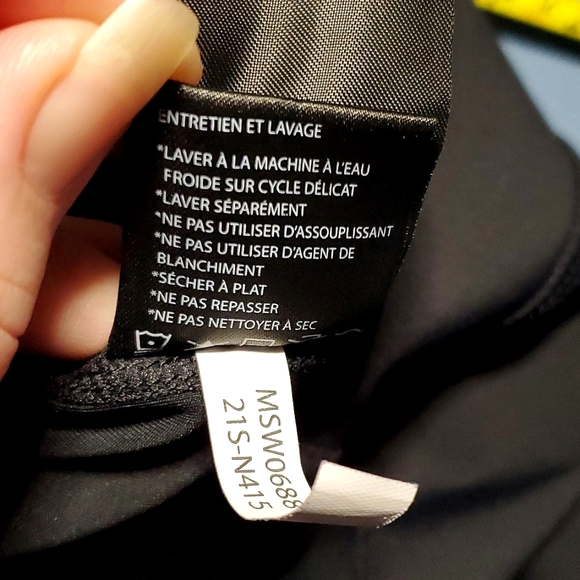 ENTRETIEN ET LAVAGE
*LAVER À LA MACHINE À L'EAU
FROIDE SUR CYCLE DÉLICAT
*LAVER SÉPARÉMENT
*NE PAS UTILISER D'ASSOUPLISSANT
*NE PAS UTILISER D'AGENT DE
BLANCHIMENT
*SÉCHER À PLAT
*NE PAS REPASSER
*NE PAS NETTOYER À SEC
MSW0688
21S-N415